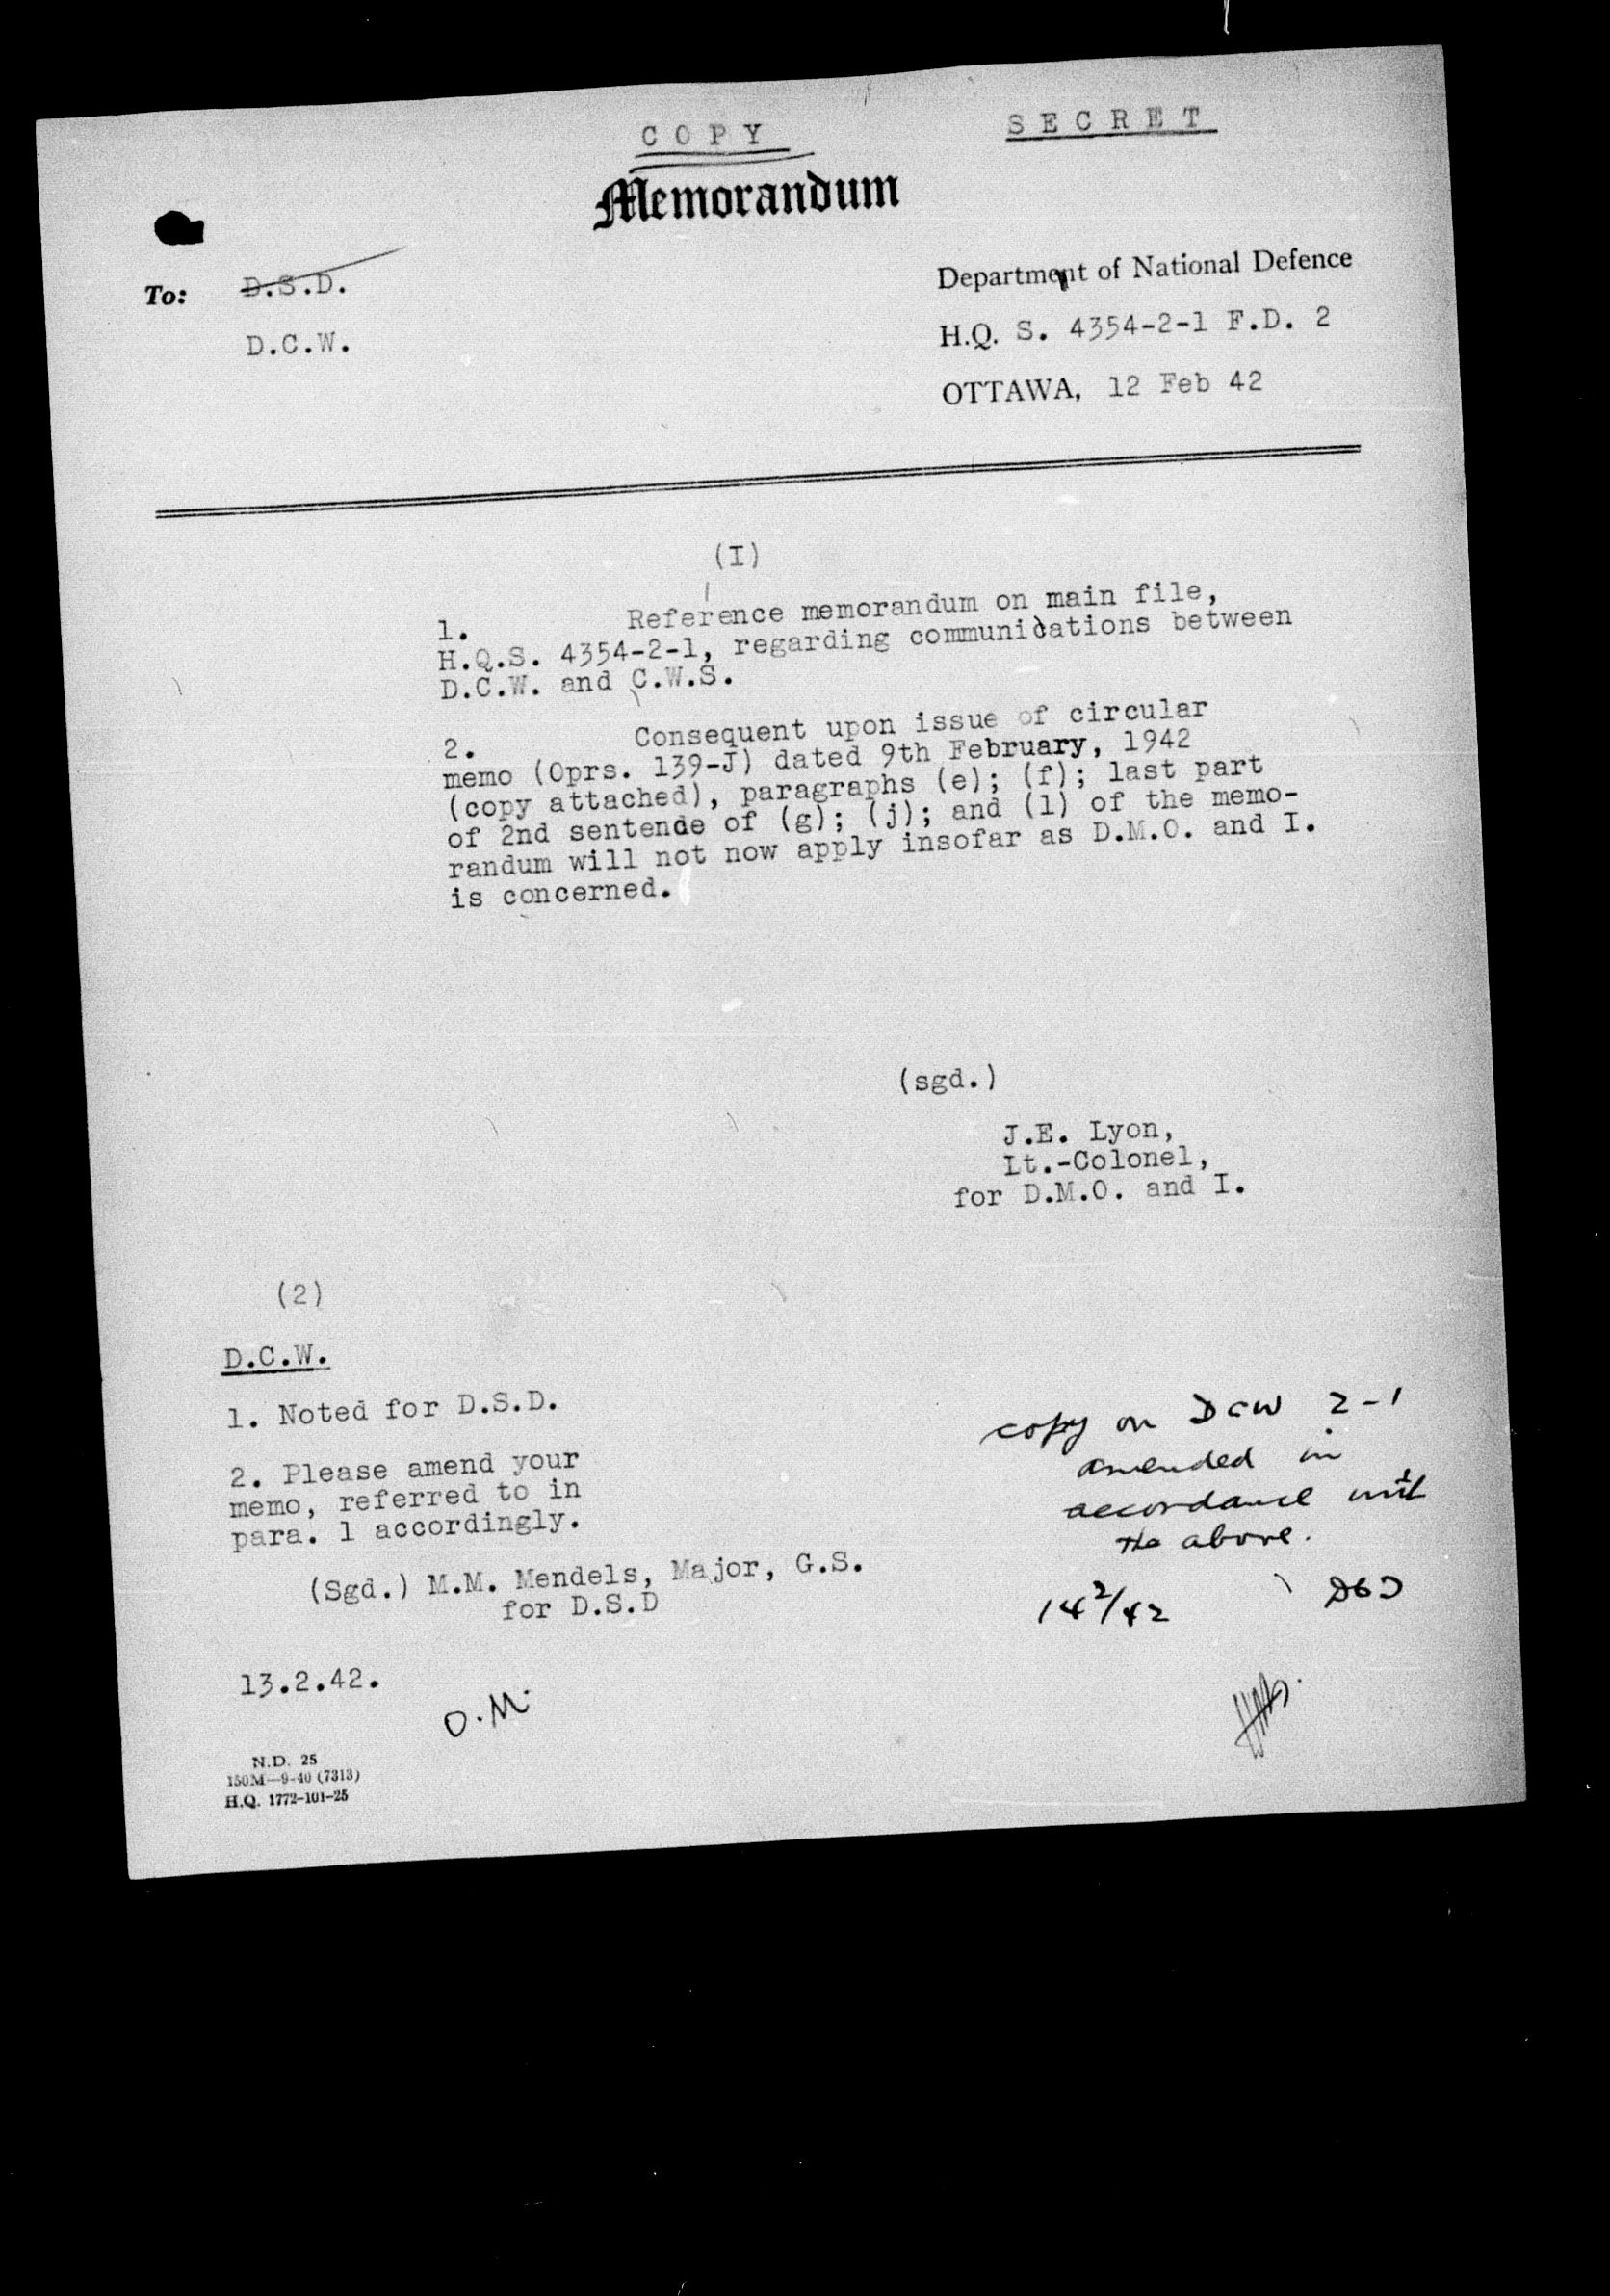 COPY
SECRET
Memorandum
To: D.S.D.
D.C.W.
Department of National Defence
H.Q. S. 4354-2-1 F.D. 2
OTTAWA, 12 Feb 42
(I)
1. Reference memorandum on main file,
H.Q.S. 4354-2-1, regarding communications between
D.C.W. and C.W.S.
2. Consequent upon issue of circular
memo (Oprs. 139-J) dated 9th February, 1942
(copy attached), paragraphs (e); (f); last part
of 2nd sentende of (g); (j); and (l) of the memo-
randum will not now apply insofar as D.M.O. and I.
is concerned.
(sgd.)
J.E. Lyon,
Lt.-Colonel,
for D.M.O. and I.
(2)
D.C.W.
1. Noted for D.S.D.
2. Please amend your
memo, referred to in
para. 1 accordingly.
(Sgd.) M.M. Mendels, Major, G.S.
for D.S.D
13.2.42.
copy on DCW 2-1
amended in
accordance with
the above.
14 2/42
O.M.
N.D. 25
150M—9-40 (7313)
H.Q. 1772-101-25